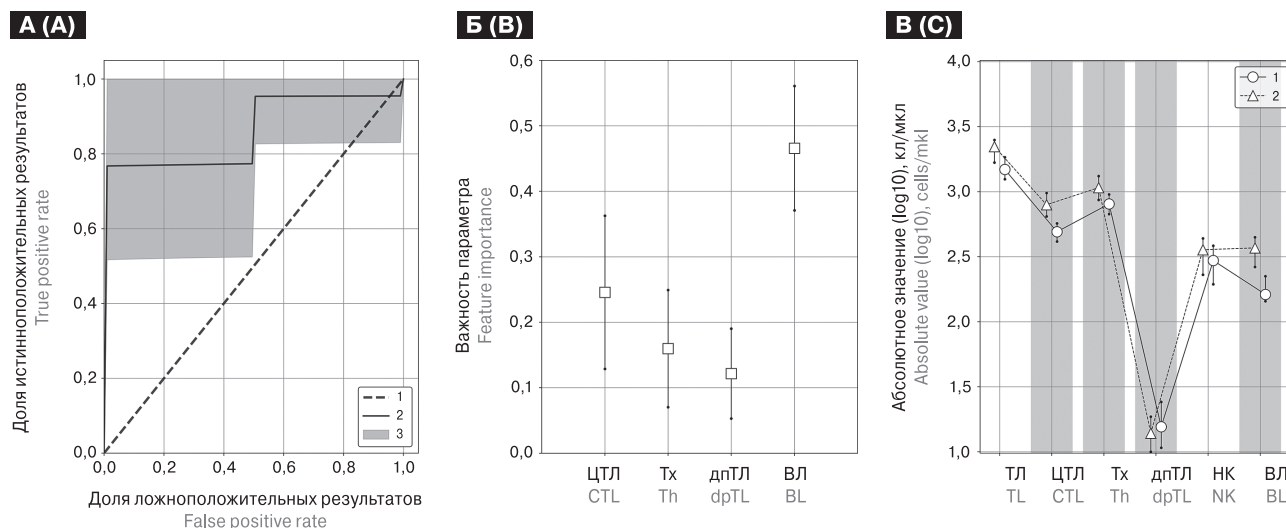 А (A)
Доля истинноположительных результатов
True positive rate
1,0
0,8
0,6
0,4
0,2
0,0
0,0 0,2 0,4 0,6 0,8 1,0
1
2
3
Доля ложноположительных результатов
False positive rate
Б (B)
Важность параметра
Feature importance
0,6
0,5
0,4
0,3
0,2
0,1
0,0
ЦТЛ Тх дпТЛ ВЛ
CTL Th dpTL BL
В (C)
Абсолютное значение (log10), кл/мкл
Absolute value (log10), cells/mkl
4,0
3,5
3,0
2,5
2,0
1,5
1,0
1
2
ТЛ ЦТЛ Тх дпТЛ НК ВЛ
TL CTL Th dpTL NK BL